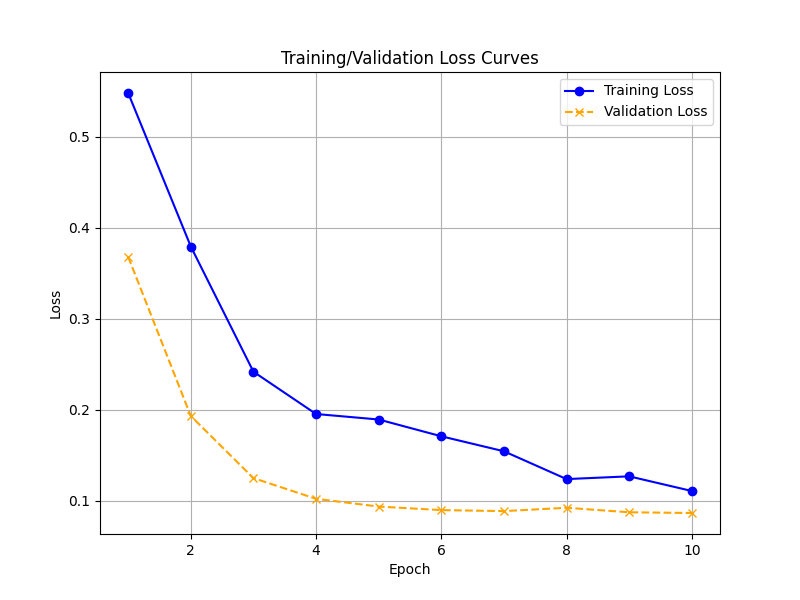 Training/Validation Loss Curves
Training Loss
Validation Loss
0.5
0.4
0.3
0.2
0.1
Loss
2 4 6 8 10
Epoch